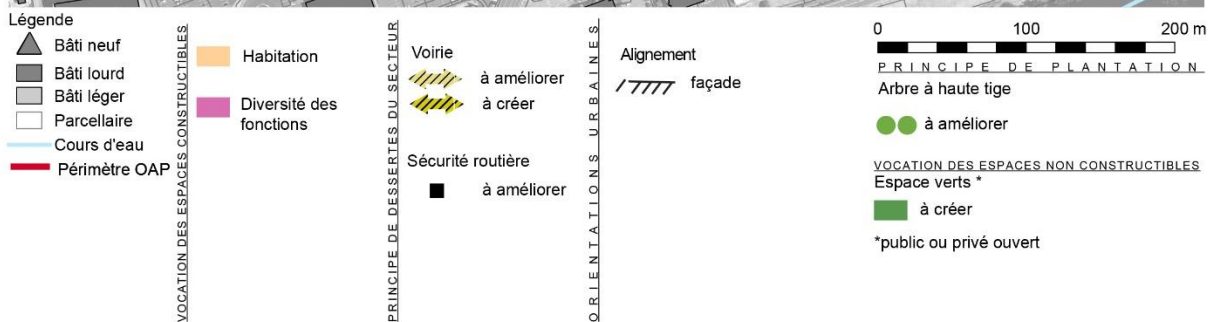 Légende
Bâti neuf
Bâti lourd
Bâti léger
Parcellaire
Cours d'eau
Périmètre OAP
VOCATION DES ESPACES CONSTRUCTIBLES
Habitation
Diversité des
fonctions
PRINCIPE DE DESSERTES DU SECTEUR
Voirie
à améliorer
à créer
Sécurité routière
à améliorer
ORIENTATIONS URBAINES
Alignement
façade
0 100 200 m
PRINCIPE DE PLANTATION
Arbre à haute tige
à améliorer
VOCATION DES ESPACES NON CONSTRUCTIBLES
Espace verts *
à créer
*public ou privé ouvert